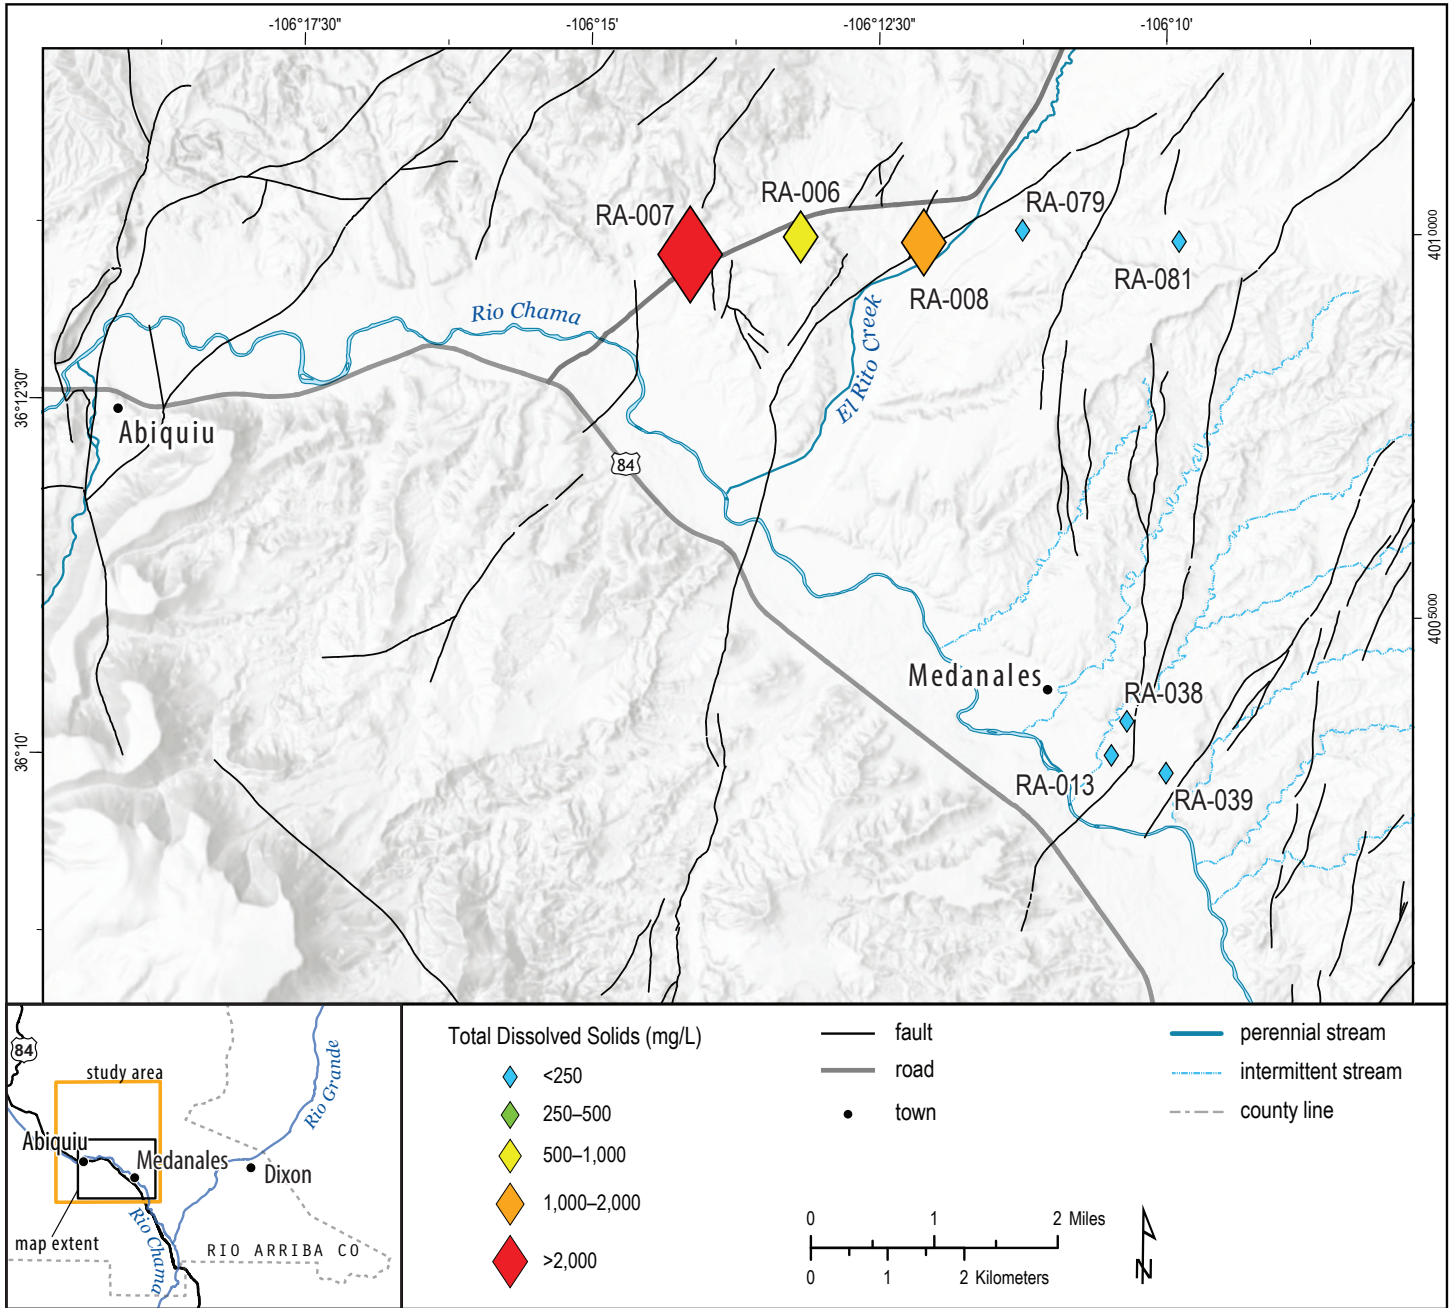 -106°17'30"
-106°15'
-106°12'30"
-106°10'
RA-007
RA-006
RA-079
RA-081
RA-008
4010000
Rio Chama
El Rito Creek
36°12'30"
Abiquiu
84
4005000
Medanales
RA-038
36°10'
RA-013
RA-039
84
study area
Rio Grande
Abiquiu
Medanales
Dixon
Rio Chama
map extent
RIO ARRIBA CO
Total Dissolved Solids (mg/L)
<250
250–500
500–1,000
1,000–2,000
>2,000
fault
road
town
perennial stream
intermittent stream
county line
0 1 2 Miles
0 1 2 Kilometers
N